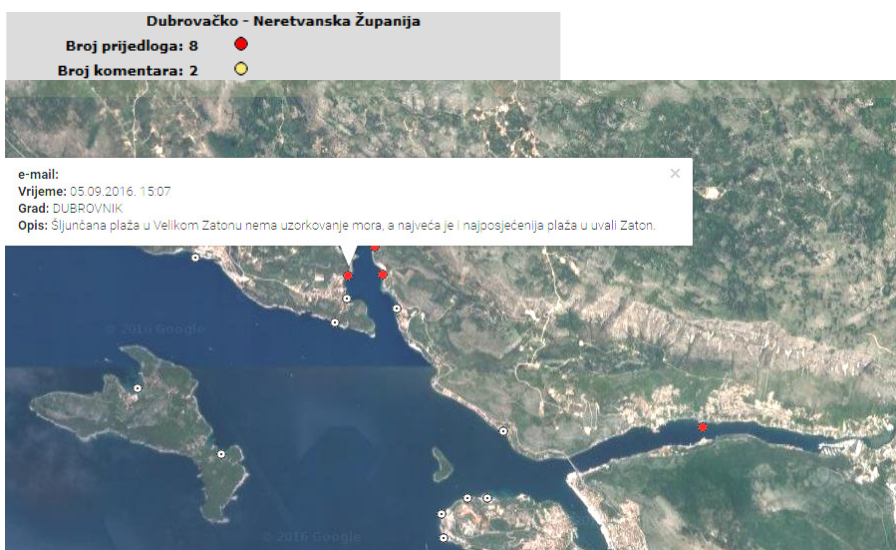 Dubrovačko - Neretvanska Županija
Broj prijedloga: 8
Broj komentara: 2
e-mail:
Vrijeme: 05.09.2016. 15:07
Grad: DUBROVNIK
Opis: Šljunčana plaža u Velikom Zatonu nema uzorkovanje mora, a najveća je i najposjećenija plaža u uvali Zaton.
© 2016 Google
© 2016 Google